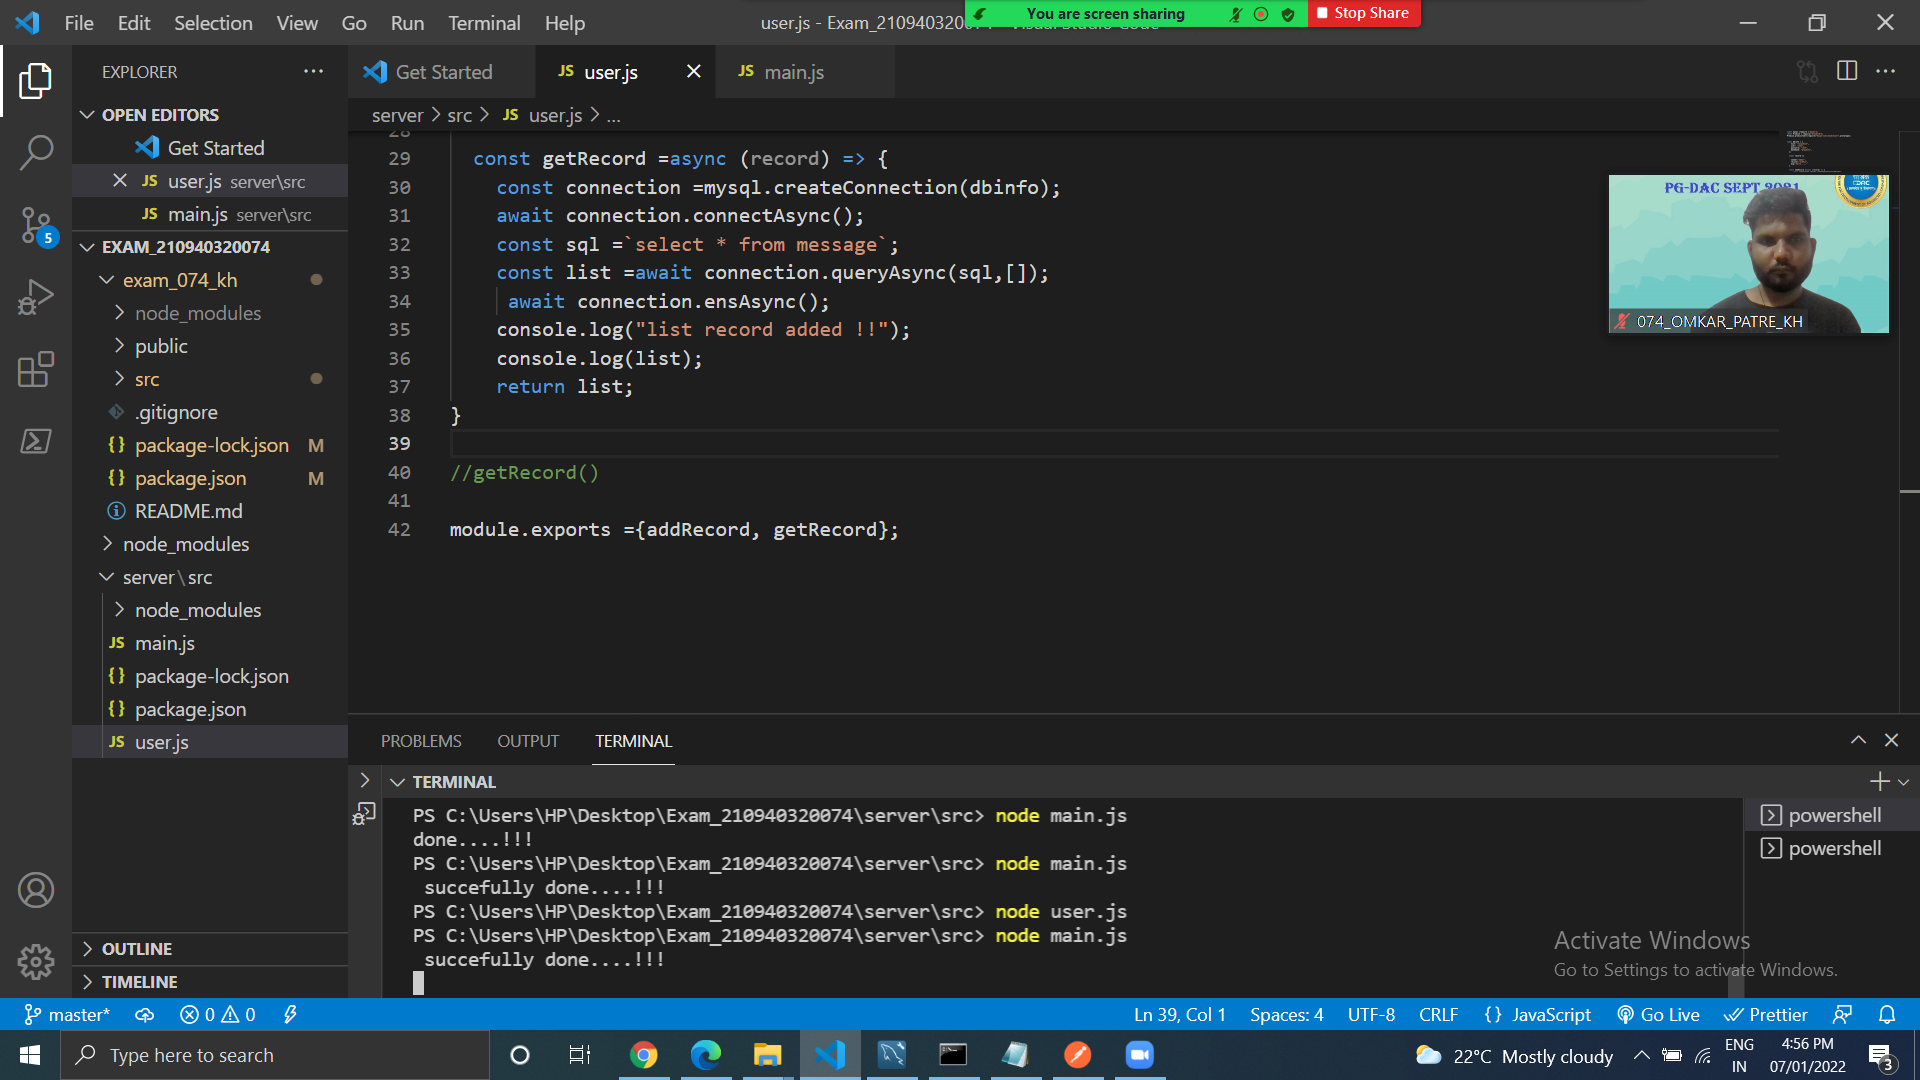 File Edit Selection View Go Run Terminal Help
user.js - Exam_2109403200
You are screen sharing
Stop Share
EXPLORER
Get Started
JS user.js
JS main.js
OPEN EDITORS
Get Started
JS user.js server\src
JS main.js server\src
server > src > JS user.js > ...
EXAM_210940320074
exam_074_kh
node_modules
public
src
.gitignore
{} package-lock.json M
{} package.json M
README.md
node_modules
server\src
node_modules
JS main.js
{} package-lock.json
{} package.json
JS user.js
OUTLINE
TIMELINE
28
29 const getRecord =async (record) => {
30 const connection =mysql.createConnection(dbinfo);
31 await connection.connectAsync();
32 const sql =`select * from message`;
33 const list =await connection.queryAsync(sql,[]);
34 await connection.ensAsync();
35 console.log("list record added !!");
36 console.log(list);
37 return list;
38 }
39
40 //getRecord()
41
42 module.exports ={addRecord, getRecord};
PG-DAC SEPT 2021
CDAC
074_OMKAR_PATRE_KH
PROBLEMS OUTPUT TERMINAL
TERMINAL
PS C:\Users\HP\Desktop\Exam_210940320074\server\src> node main.js
done....!!!
PS C:\Users\HP\Desktop\Exam_210940320074\server\src> node main.js
succefully done....!!!
PS C:\Users\HP\Desktop\Exam_210940320074\server\src> node user.js
PS C:\Users\HP\Desktop\Exam_210940320074\server\src> node main.js
succefully done....!!!
powershell
powershell
Activate Windows
Go to Settings to activate Windows.
5
master* 0 0
Ln 39, Col 1 Spaces: 4 UTF-8 CRLF {} JavaScript Go Live Prettier
Type here to search
22°C Mostly cloudy
ENG
IN
4:56 PM
07/01/2022
3